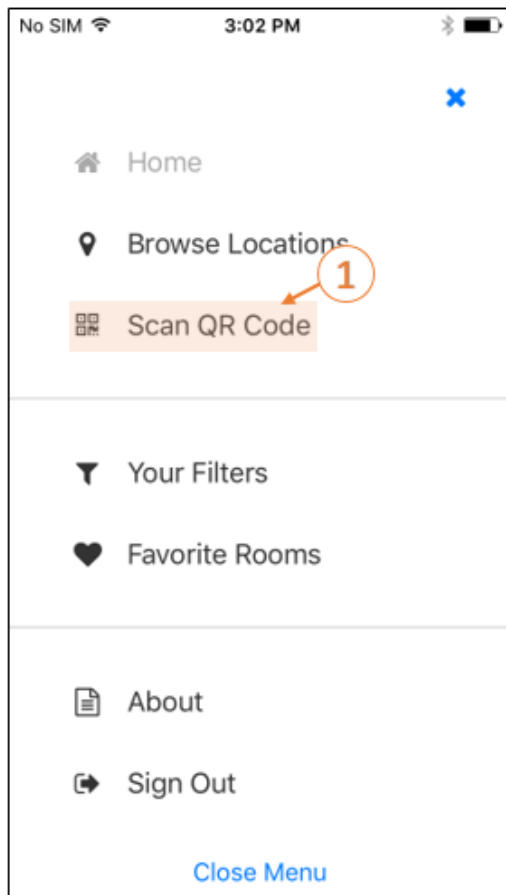 No SIM 3:02 PM
Home
Browse Locations
1
Scan QR Code
Your Filters
Favorite Rooms
About
Sign Out
Close Menu